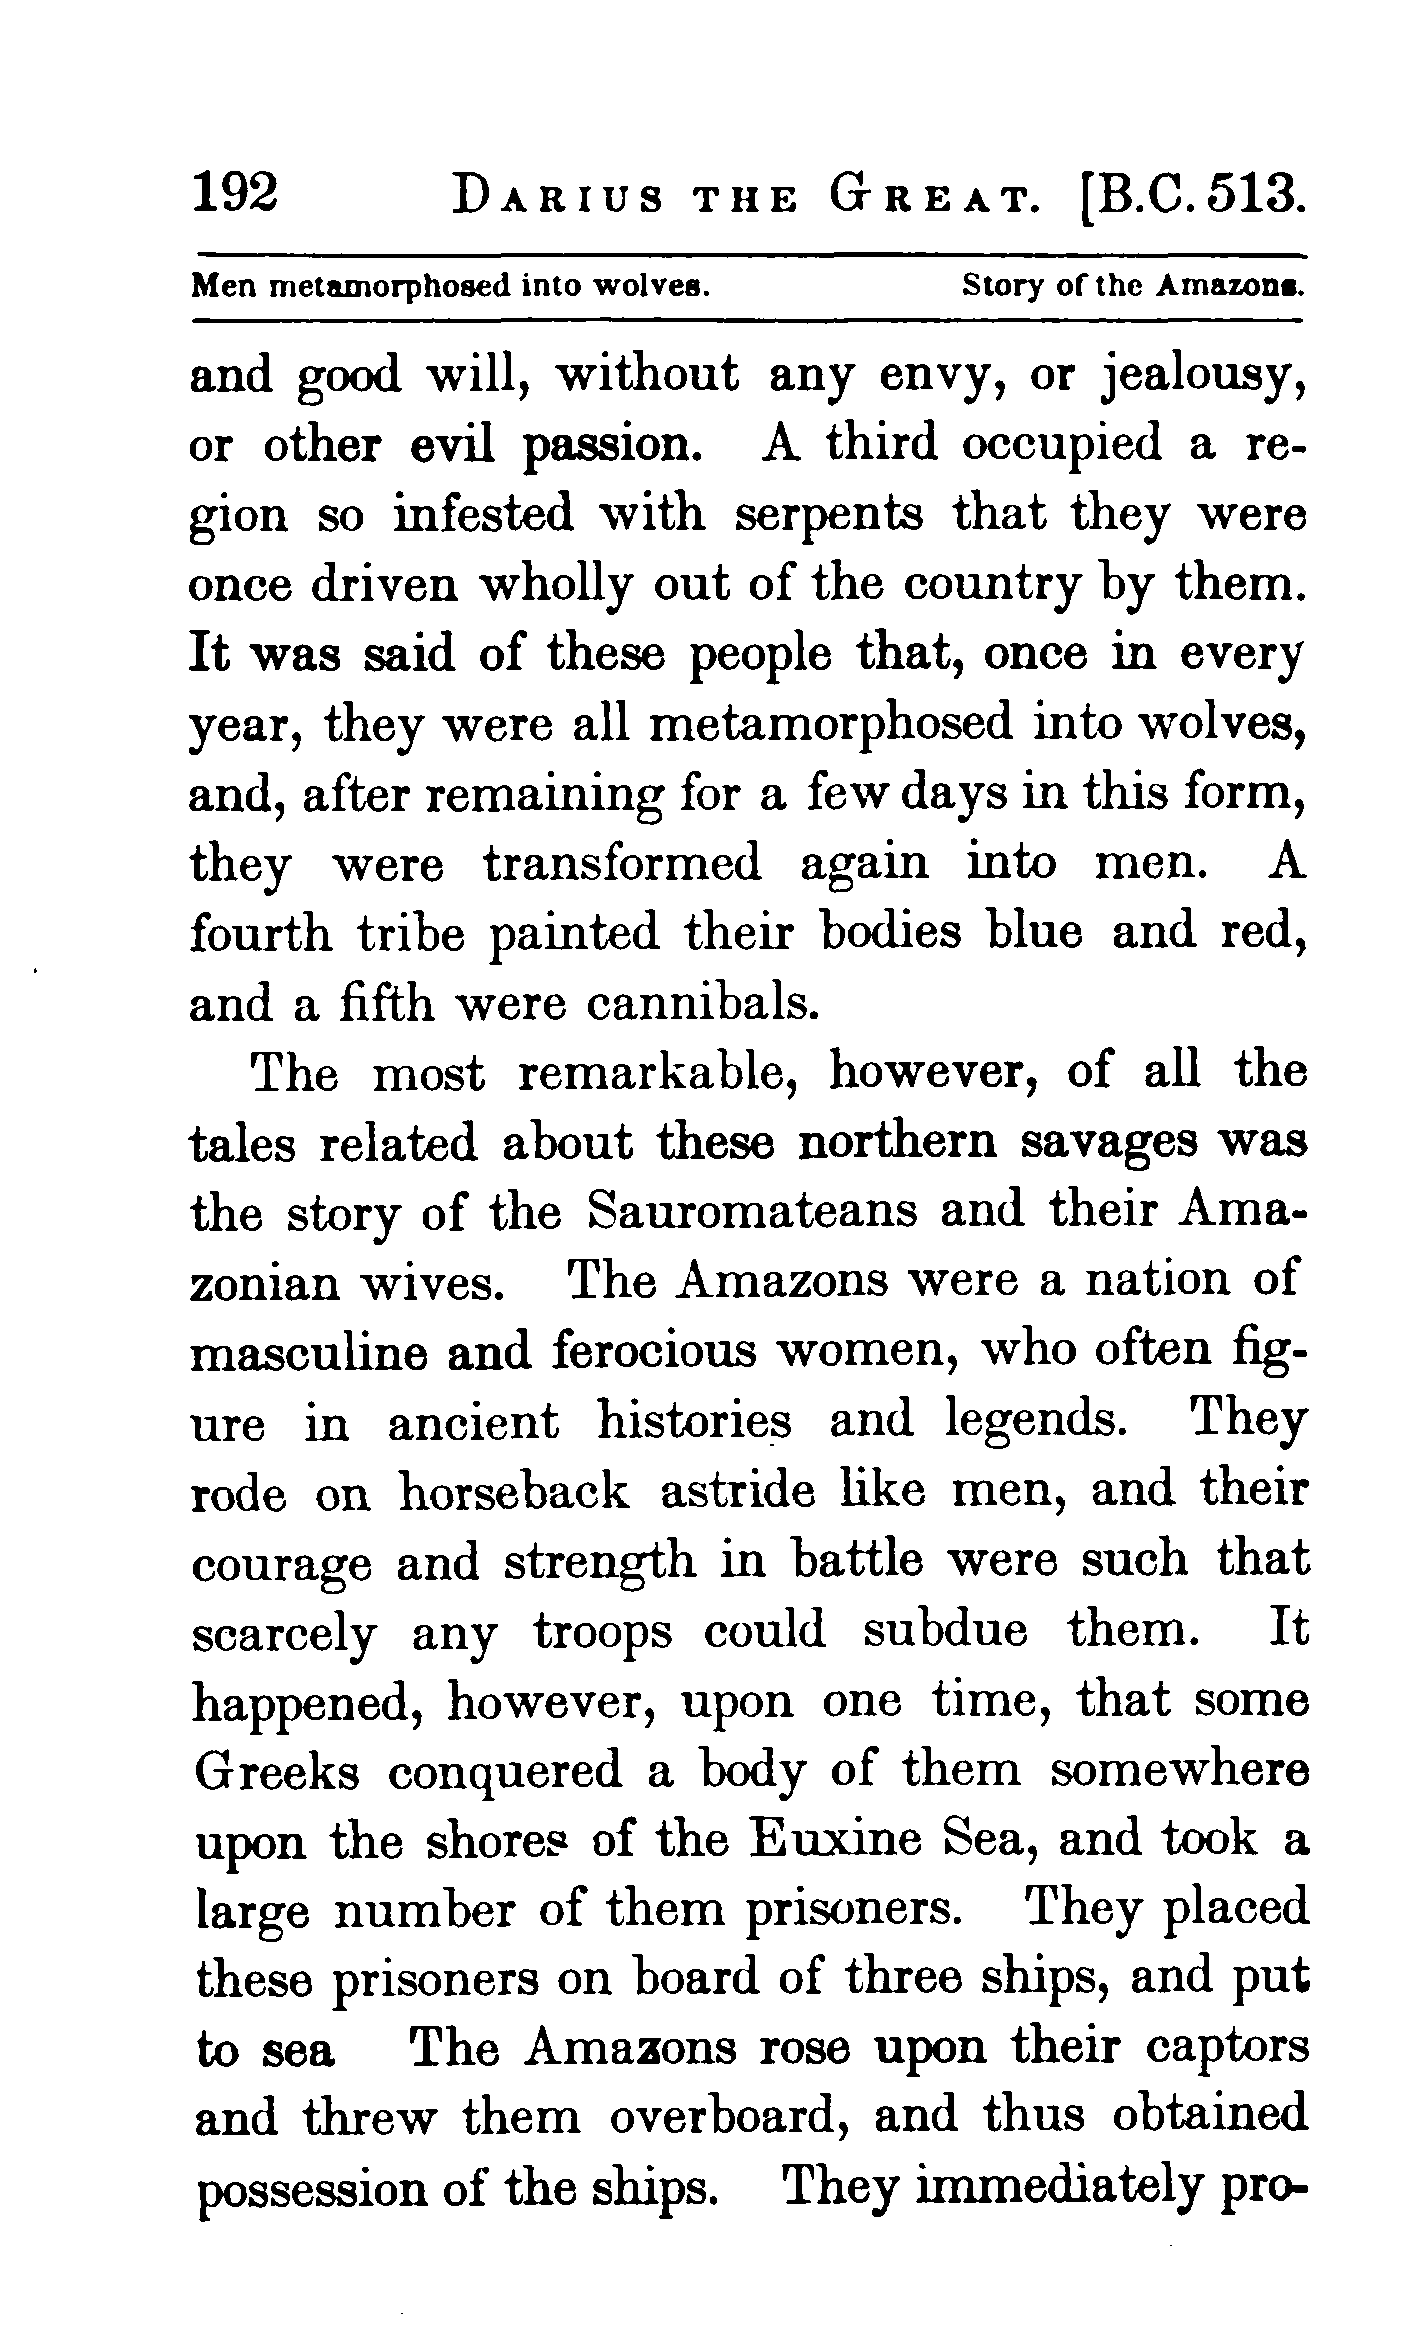 192 DARIUS THE GREAT. [B.C. 513.
Men metamorphosed into wolves. Story of the Amazons.
and good will, without any envy, or jealousy,
or other evil passion. A third occupied a re-
gion so infested with serpents that they were
once driven wholly out of the country by them.
It was said of these people that, once in every
year, they were all metamorphosed into wolves,
and, after remaining for a few days in this form,
they were transformed again into men. A
fourth tribe painted their bodies blue and red,
and a fifth were cannibals.
The most remarkable, however, of all the
tales related about these northern savages was
the story of the Sauromateans and their Ama-
zonian wives. The Amazons were a nation of
masculine and ferocious women, who often fig-
ure in ancient histories and legends. They
rode on horseback astride like men, and their
courage and strength in battle were such that
scarcely any troops could subdue them. It
happened, however, upon one time, that some
Greeks conquered a body of them somewhere
upon the shores of the Euxine Sea, and took a
large number of them prisoners. They placed
these prisoners on board of three ships, and put
to sea The Amazons rose upon their captors
and threw them overboard, and thus obtained
possession of the ships. They immediately pro-